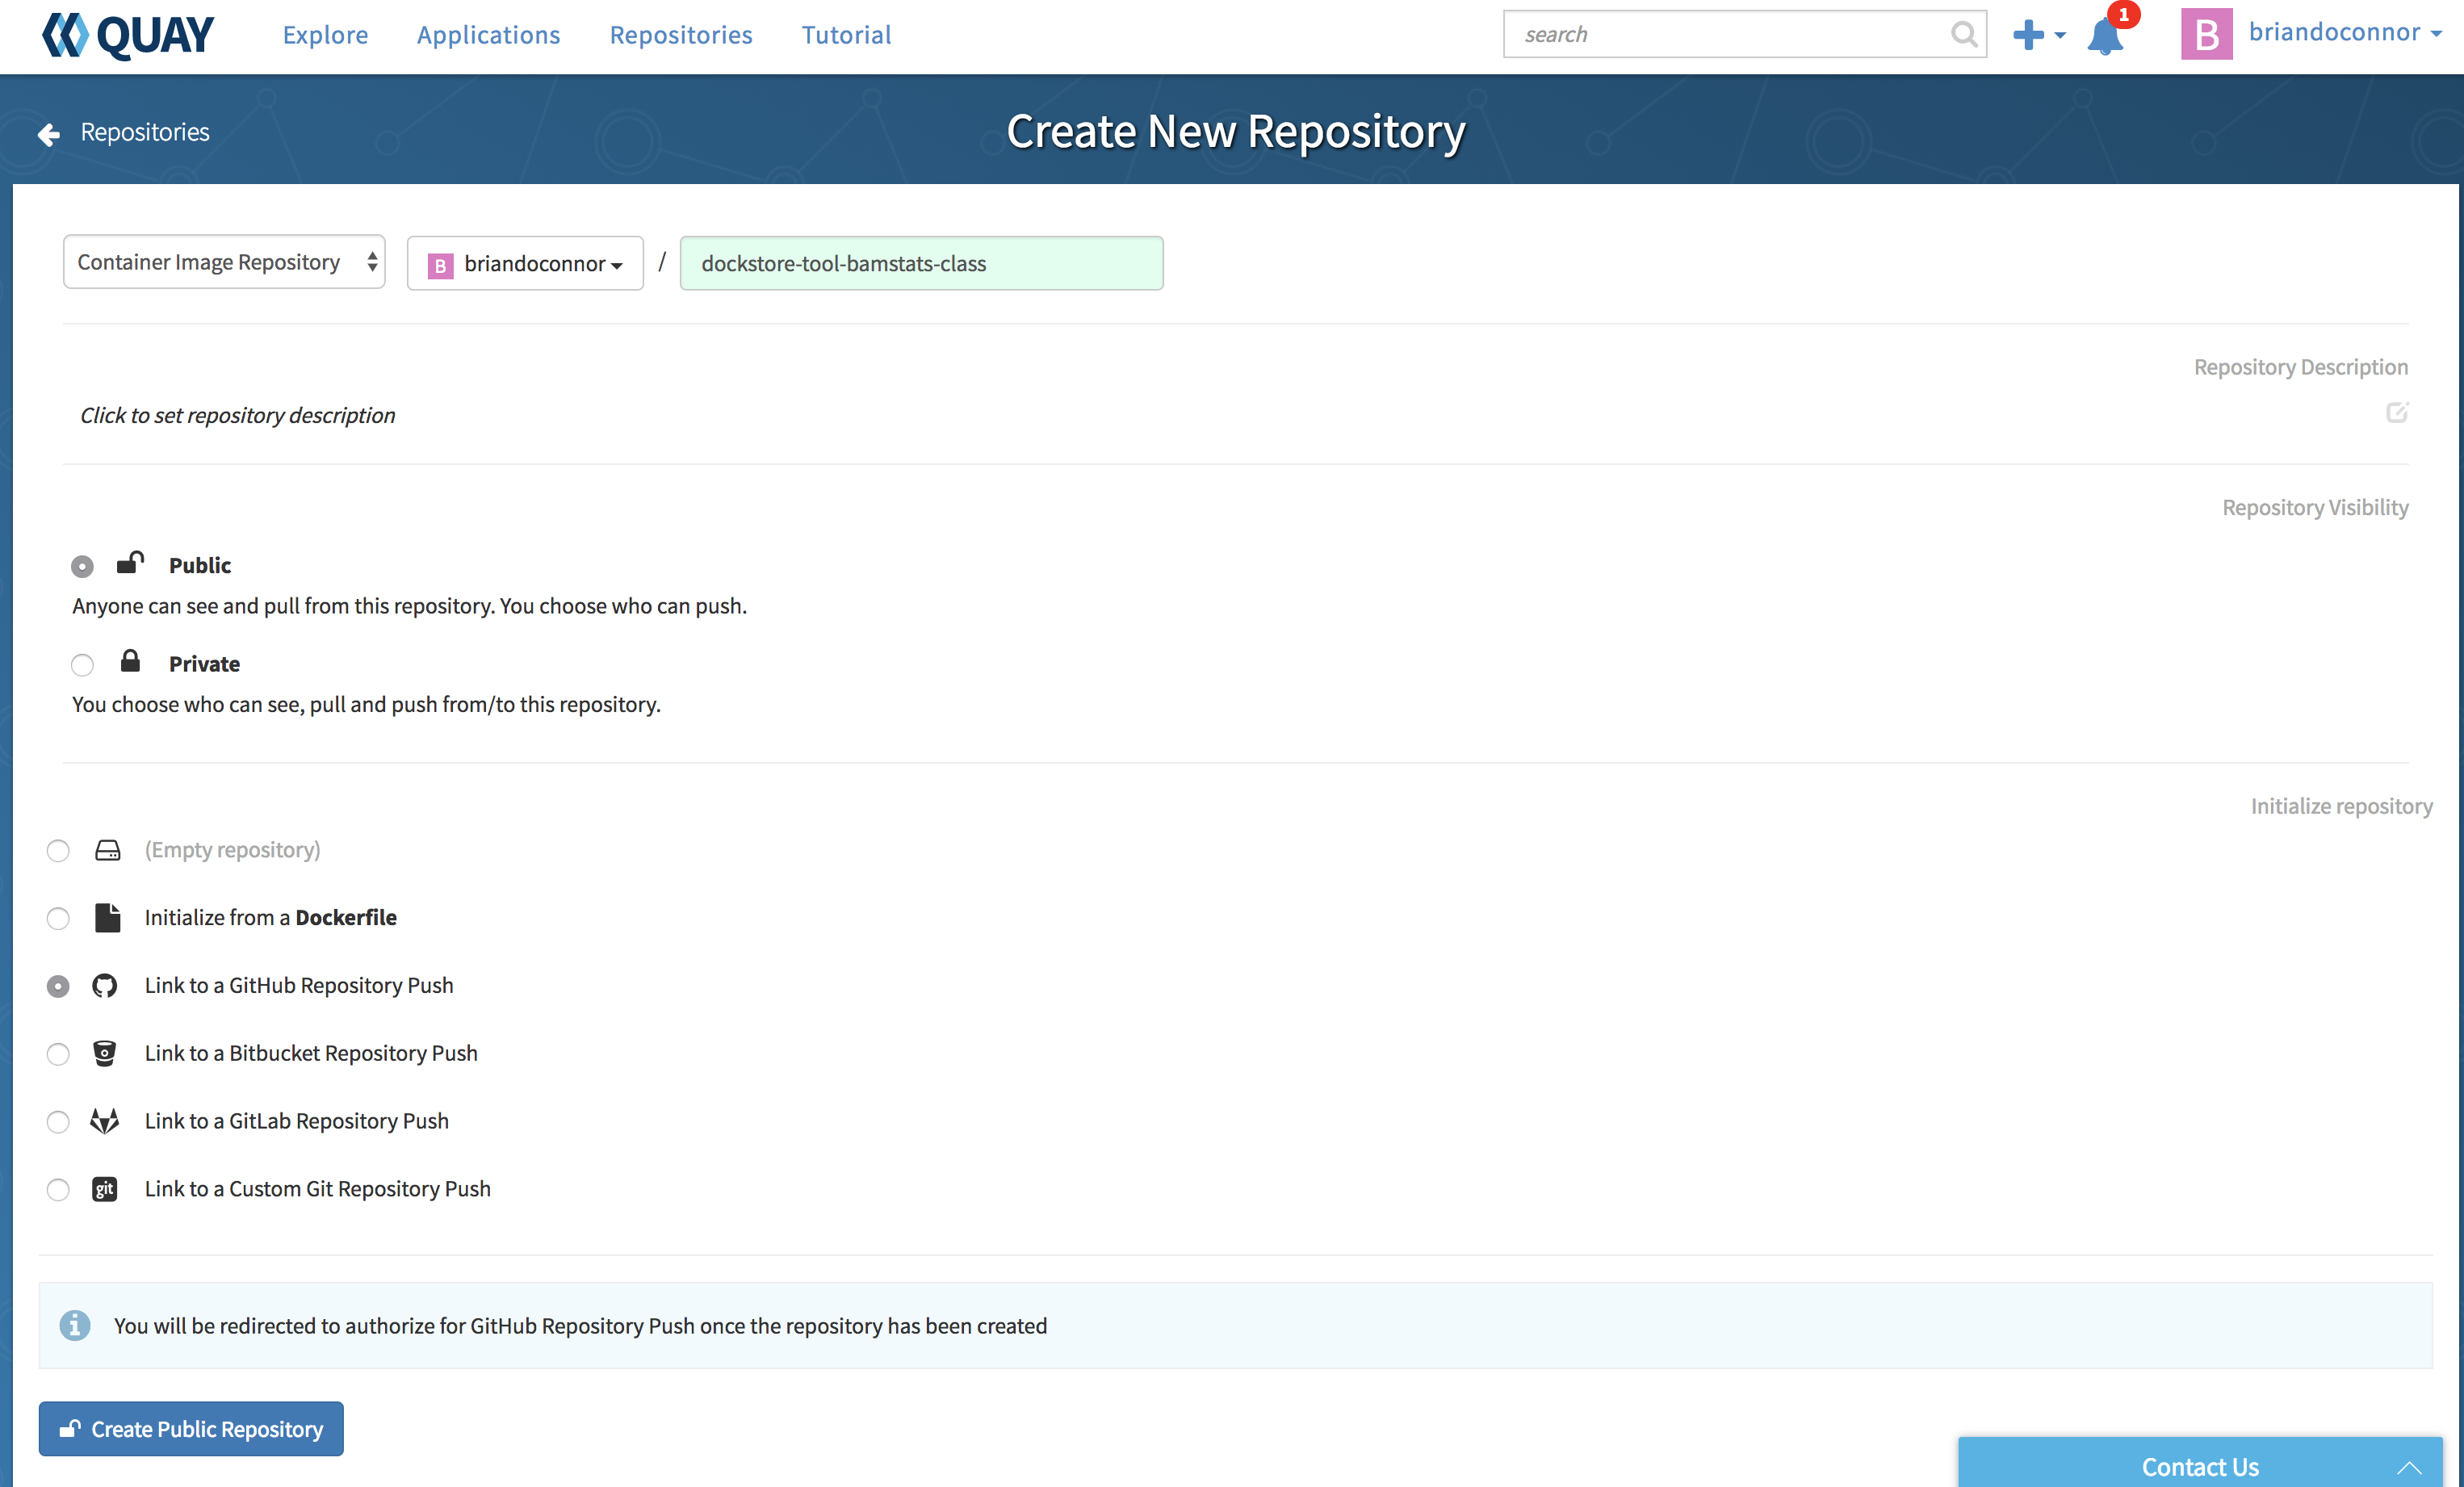 QUAY Explore Applications Repositories Tutorial search 1 B briandoconnor
Repositories Create New Repository
Container Image Repository B briandoconnor / dockstore-tool-bamstats-class
Repository Description
Click to set repository description
Repository Visibility
Public
Anyone can see and pull from this repository. You choose who can push.
Private
You choose who can see, pull and push from/to this repository.
Initialize repository
(Empty repository)
Initialize from a Dockerfile
Link to a GitHub Repository Push
Link to a Bitbucket Repository Push
Link to a GitLab Repository Push
git Link to a Custom Git Repository Push
You will be redirected to authorize for GitHub Repository Push once the repository has been created
Create Public Repository
Contact Us